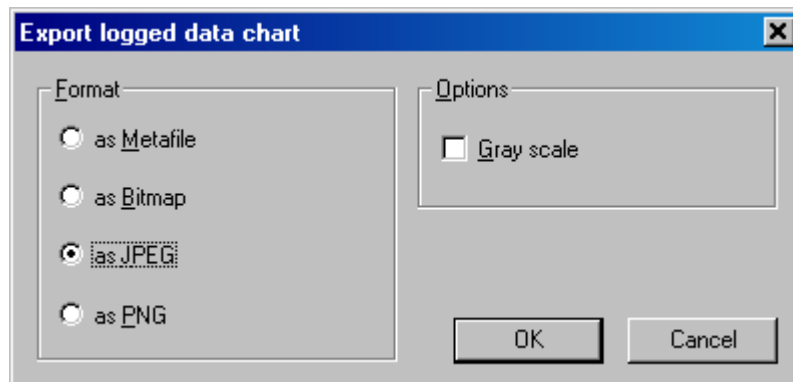 Export logged data chart
Format
as Metafile
as Bitmap
as JPEG
as PNG
Options
Gray scale
OK
Cancel